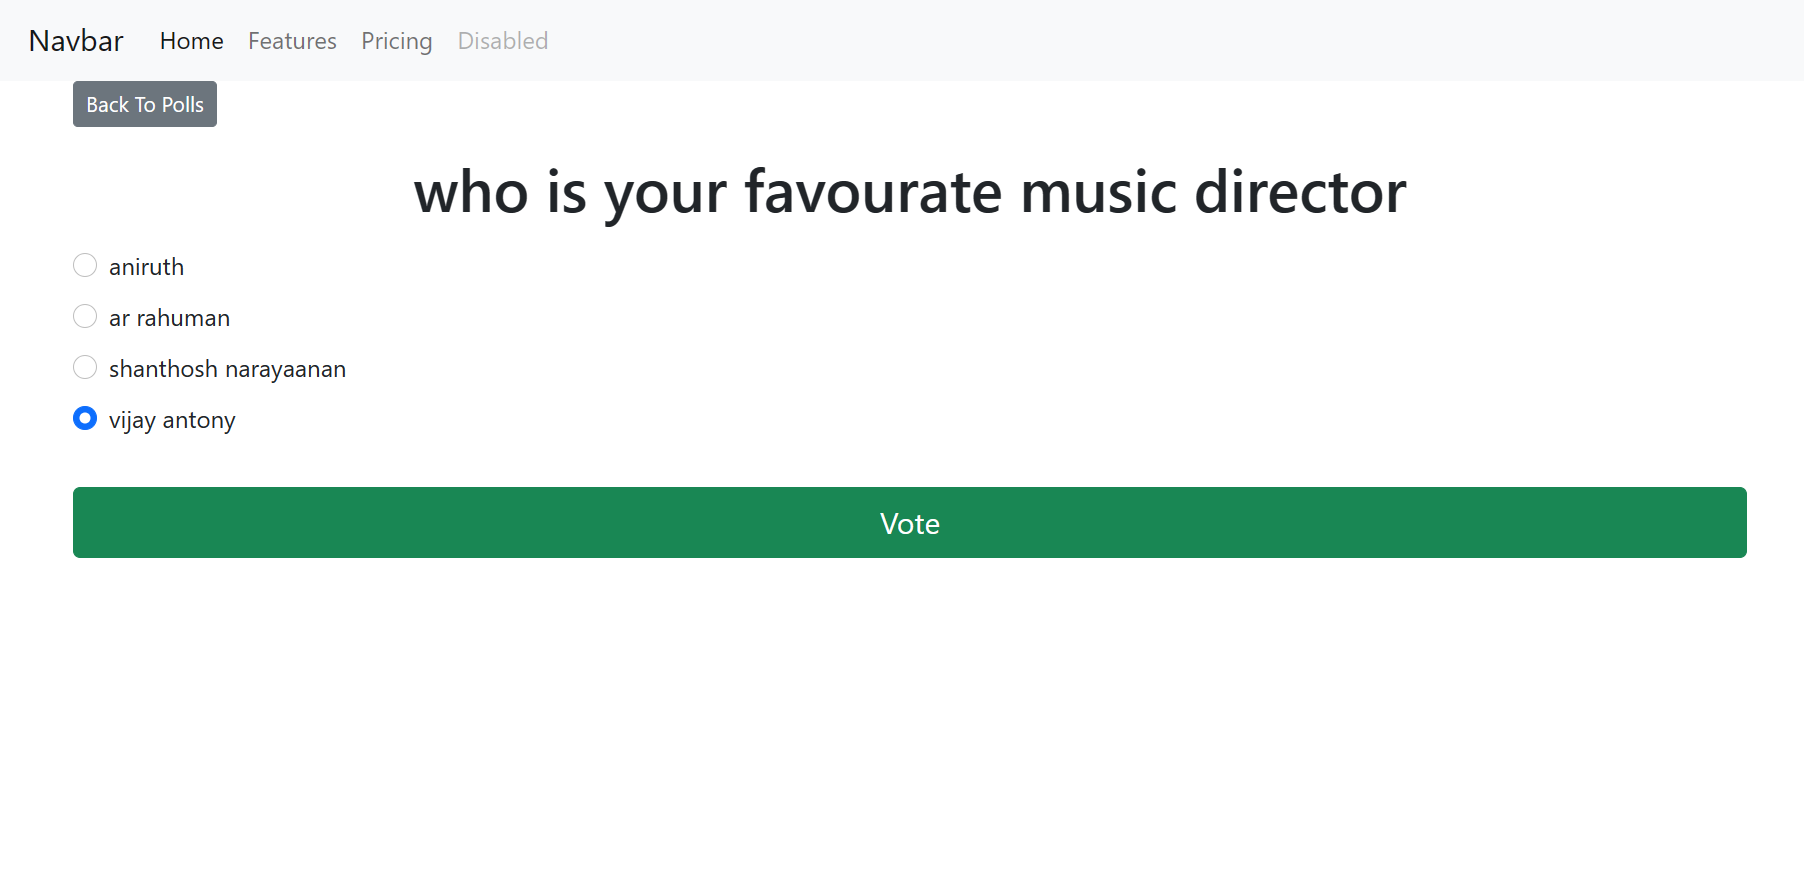 Navbar Home Features Pricing Disabled
Back To Polls
who is your favourate music director
aniruth
ar rahuman
shanthosh narayaanan
vijay antony
Vote